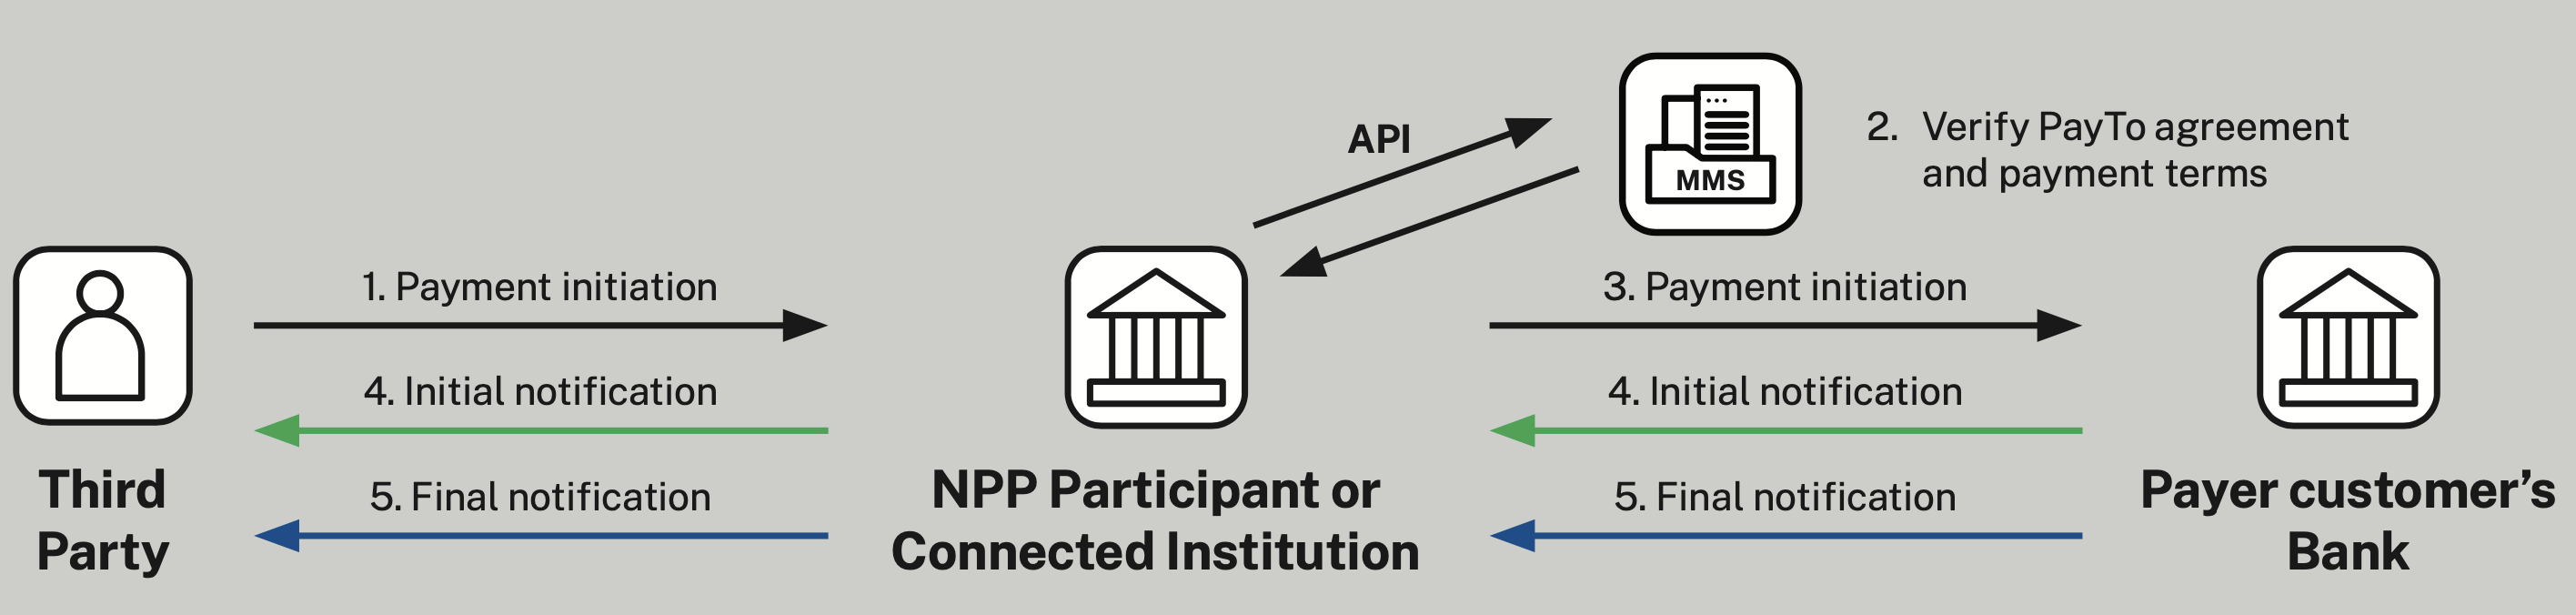 API
MMS
2. Verify PayTo agreement
and payment terms
1. Payment initiation
3. Payment initiation
4. Initial notification
4. Initial notification
5. Final notification
5. Final notification
Third
Party
NPP Participant or
Connected Institution
Payer customer’s
Bank